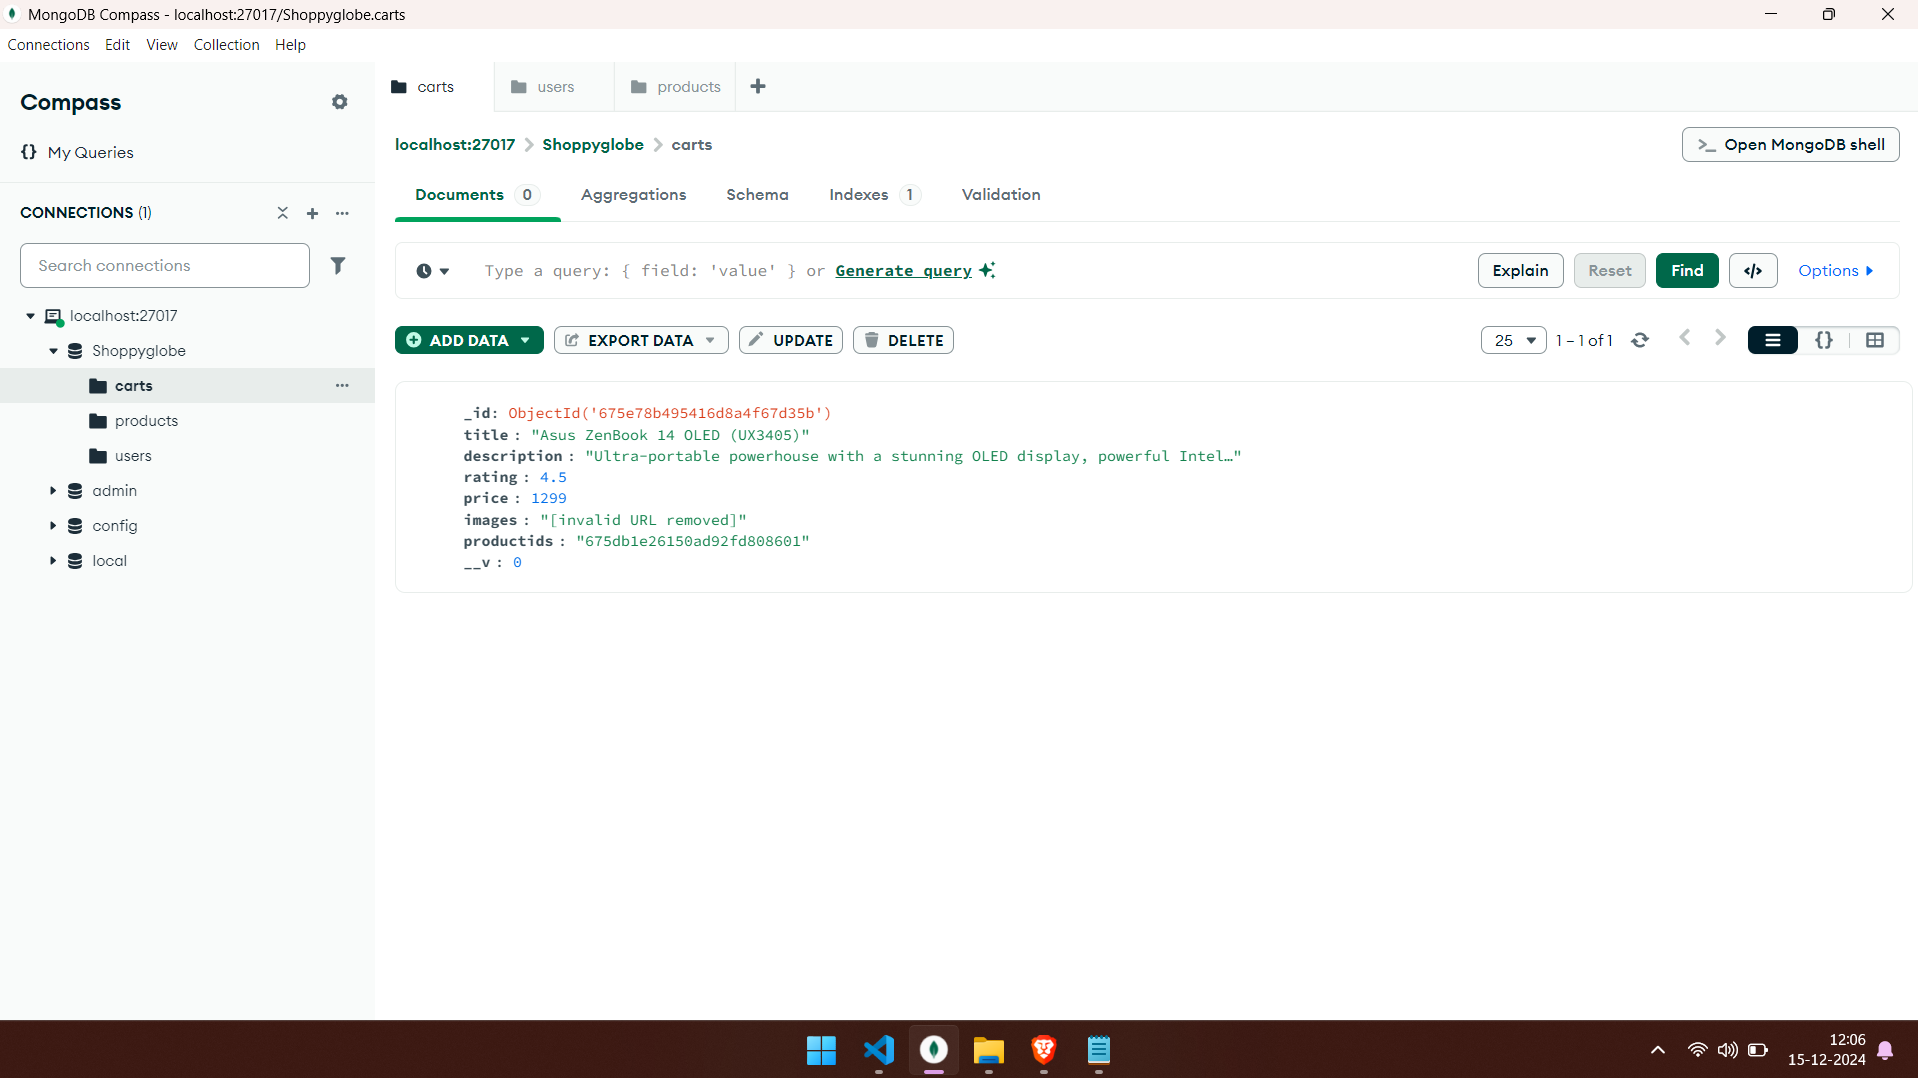 MongoDB Compass - localhost:27017/Shoppyglobe.carts
Connections Edit View Collection Help
Compass
{} My Queries
CONNECTIONS (1)
Search connections
localhost:27017
Shoppyglobe
carts
products
users
admin
config
local
carts users products
localhost:27017 Shoppyglobe carts
>_ Open MongoDB shell
Documents 0 Aggregations Schema Indexes 1 Validation
Type a query: { field: 'value' } or Generate query
Explain Reset Find </> Options
ADD DATA EXPORT DATA UPDATE DELETE
25 1 – 1 of 1 {}
_id: ObjectId('675e78b495416d8a4f67d35b')
title : "Asus ZenBook 14 OLED (UX3405)"
description : "Ultra-portable powerhouse with a stunning OLED display, powerful Intel…"
rating : 4.5
price : 1299
images : "[invalid URL removed]"
productids : "675db1e26150ad92fd808601"
__v : 0
12:06
15-12-2024